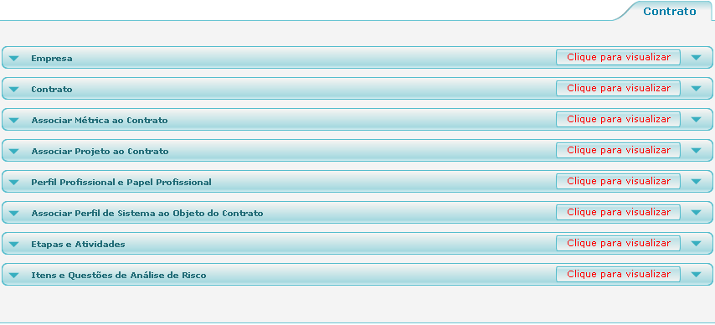 Contrato
Empresa Clique para visualizar
Contrato Clique para visualizar
Associar Métrica ao Contrato Clique para visualizar
Associar Projeto ao Contrato Clique para visualizar
Perfil Profissional e Papel Profissional Clique para visualizar
Associar Perfil de Sistema ao Objeto do Contrato Clique para visualizar
Etapas e Atividades Clique para visualizar
Itens e Questões de Análise de Risco Clique para visualizar